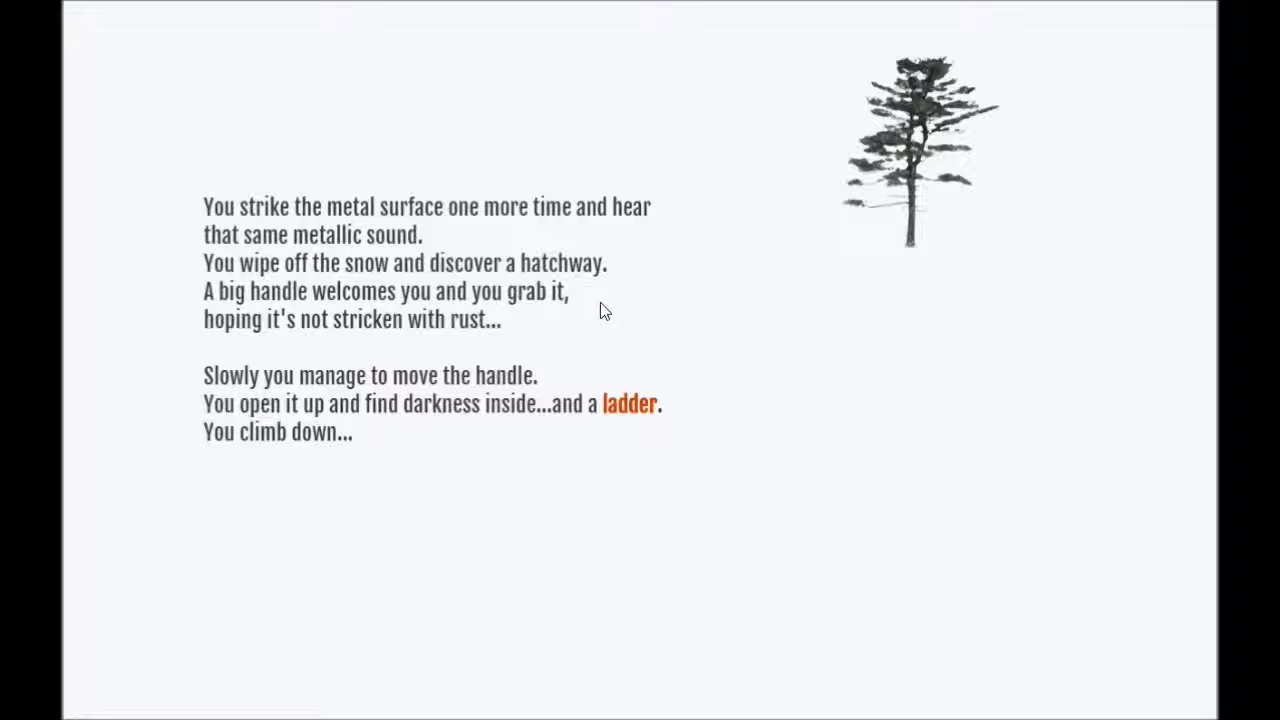 You strike the metal surface one more time and hear
that same metallic sound.
You wipe off the snow and discover a hatchway.
A big handle welcomes you and you grab it,
hoping it's not stricken with rust...
Slowly you manage to move the handle.
You open it up and find darkness inside...and a ladder.
You climb down...